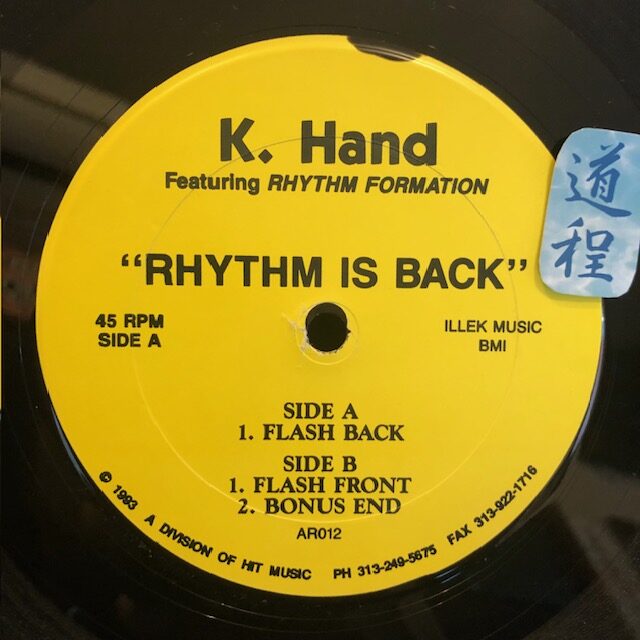 K. Hand
Featuring RHYTHM FORMATION
"RHYTHM IS BACK"
45 RPM
SIDE A
ILLEK MUSIC
BMI
SIDE A
1. FLASH BACK
SIDE B
1. FLASH FRONT
2. BONUS END
AR012
© 1993 A DIVISION OF HIT MUSIC PH 313-249-5675 FAX 313-922-1716
道程